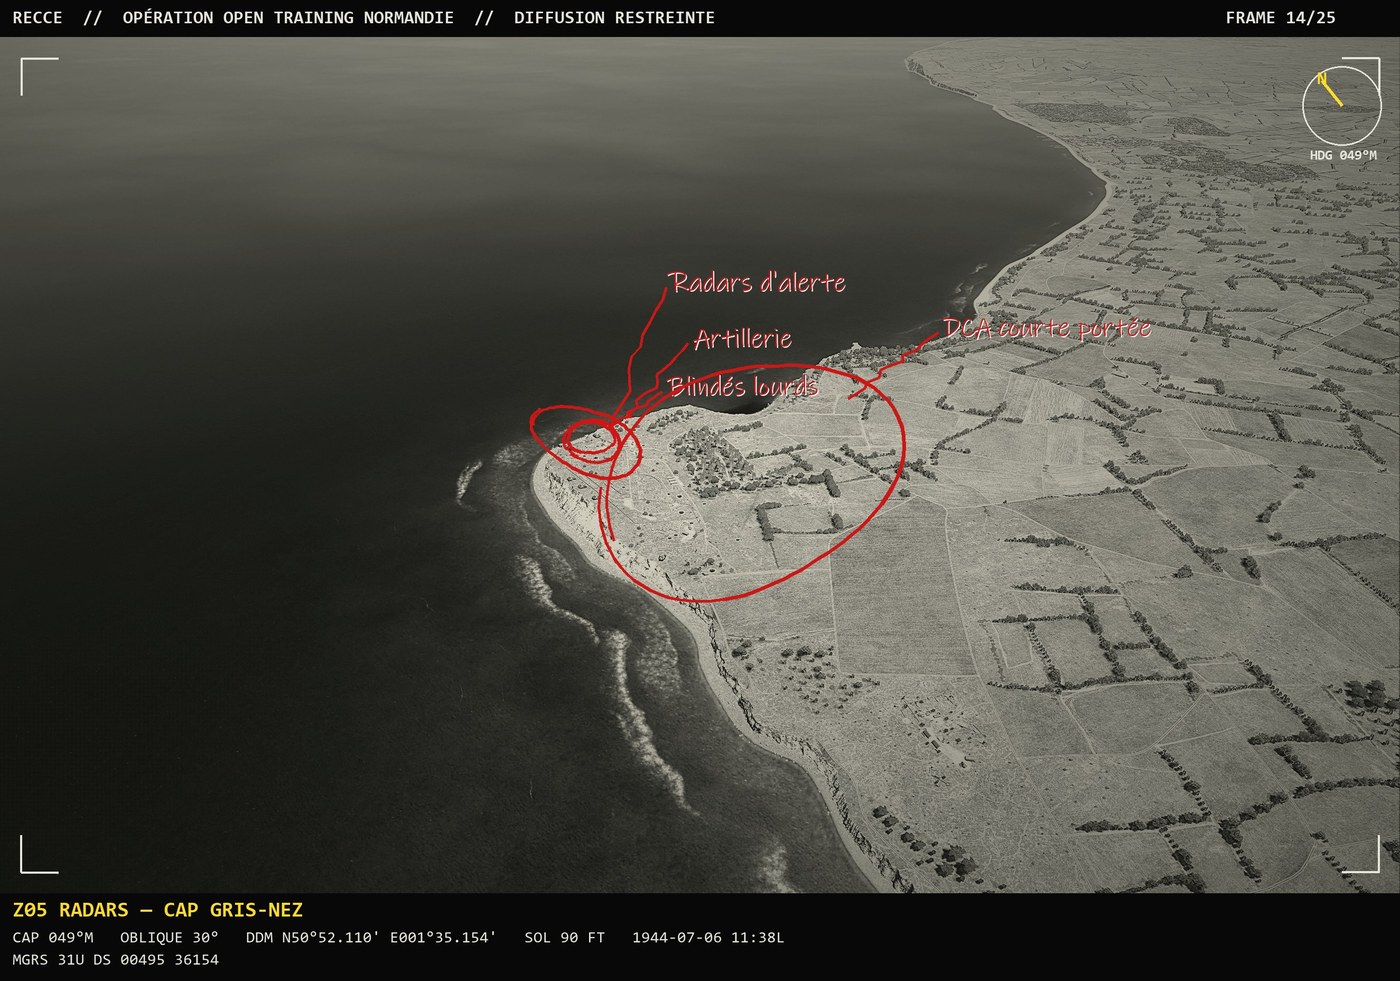 RECCE // OPÉRATION OPEN TRAINING NORMANDIE // DIFFUSION RESTREINTE FRAME 14/25
N
HDG 049°M
Radars d'alerte
DCA courte portée
Artillerie
Blindés lourds
Z05 RADARS — CAP GRIS-NEZ
CAP 049°M OBLIQUE 30° DDM N50°52.110' E001°35.154' SOL 90 FT 1944-07-06 11:38L
MGRS 31U DS 00495 36154